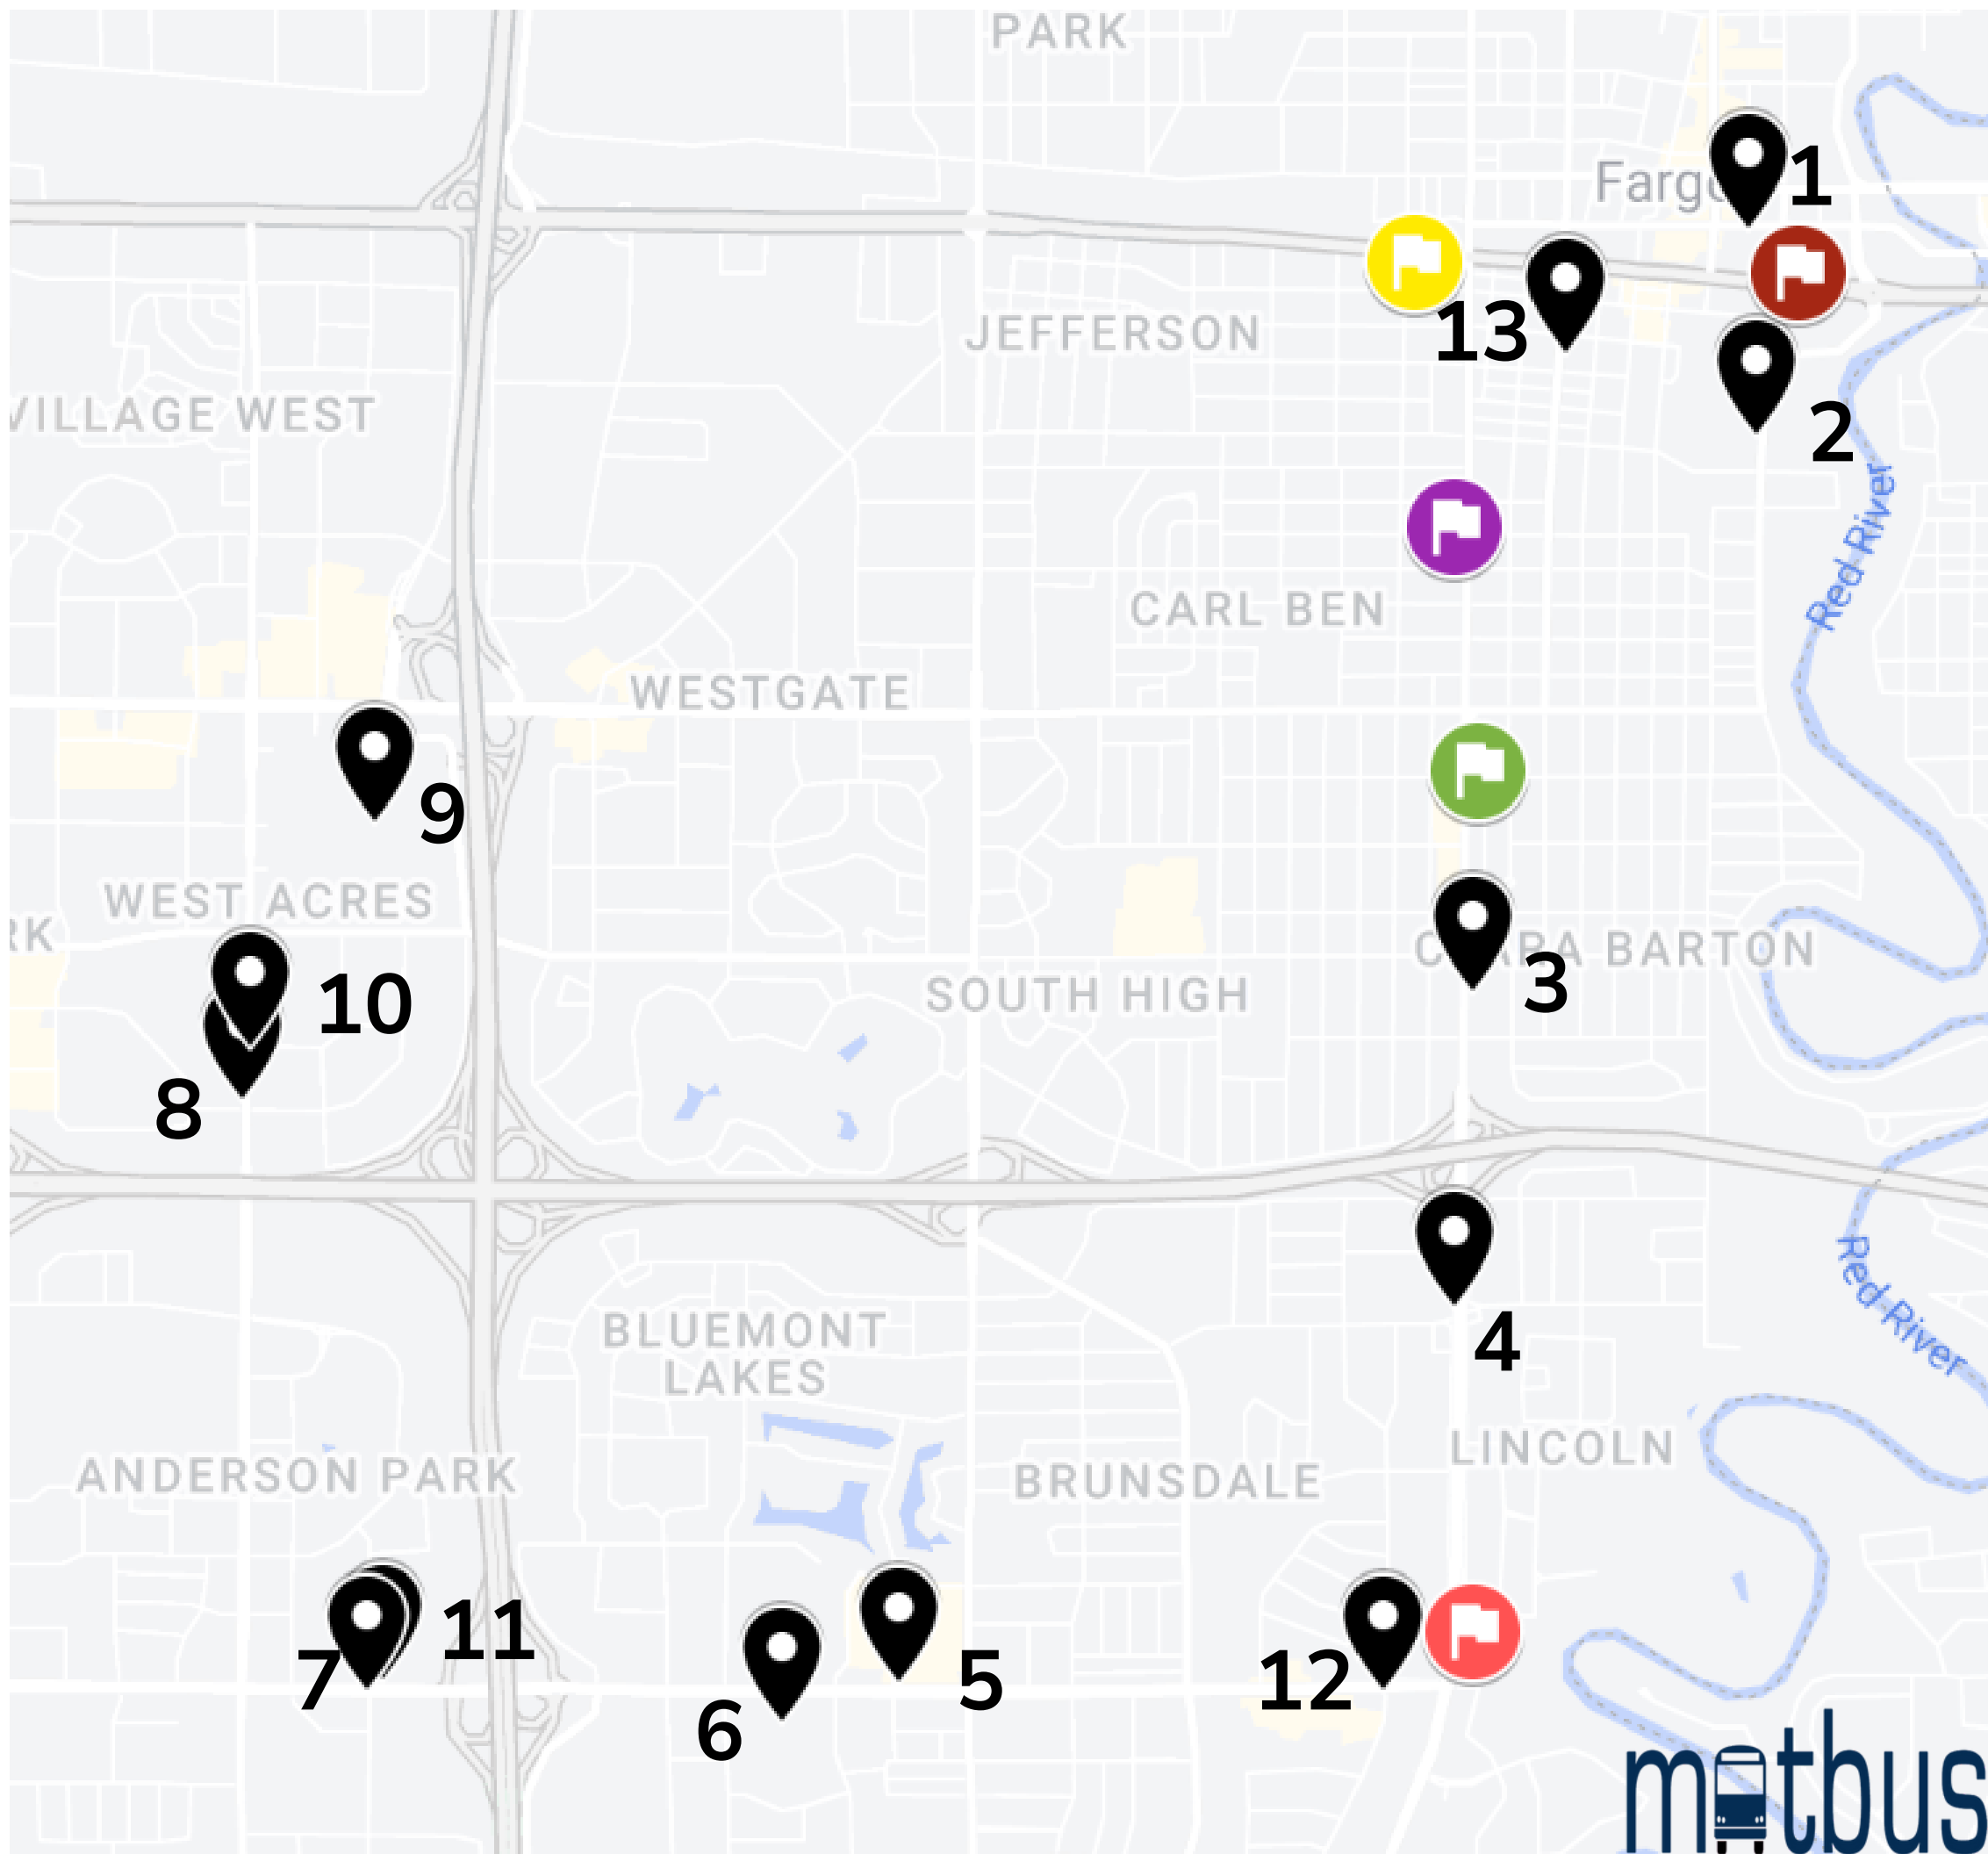 PARK
Fargo
1
13
JEFFERSON
2
VILLAGE WEST
Red River
CARL BEN
WESTGATE
9
WEST ACRES
RK
CLARA BARTON
3
10
SOUTH HIGH
8
Red River
4
BLUEMONT
LAKES
LINCOLN
ANDERSON PARK
BRUNSDALE
7
11
5
12
6
matbus